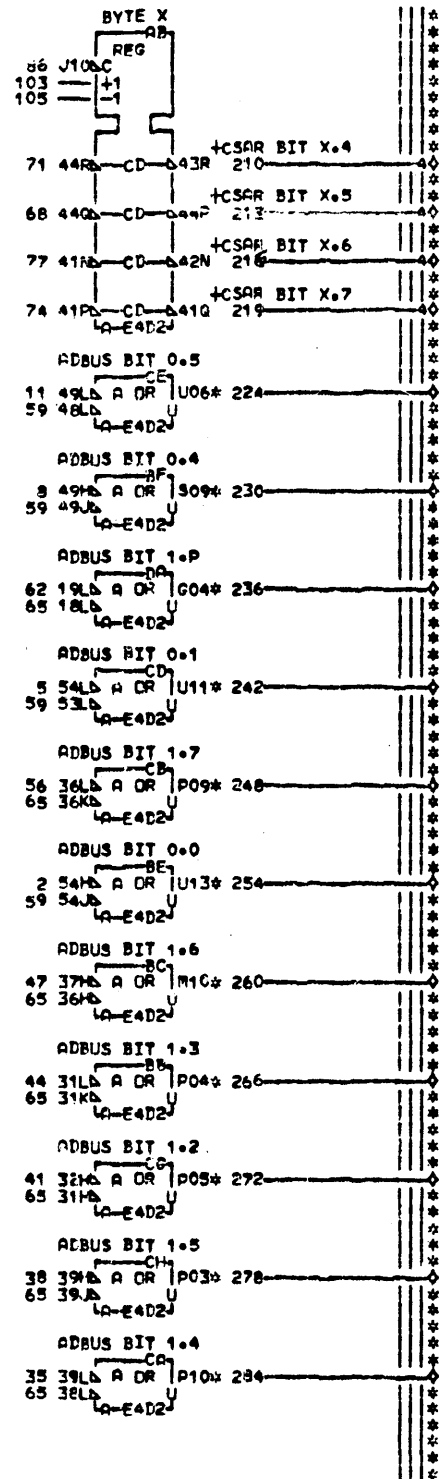 BYTE X
AB
REG
86 J10 C
103 +1
105 -1
+CSAR BIT X.4
71 44R CD 43R 210 4
+CSAR BIT X.5
68 44Q CD 44P 213 4
+CSAR BIT X.6
77 41N CD 42N 216 4
+CSAR BIT X.7
74 41P CD 41Q 219 4
A-E4D2
ADBUS BIT 0.5
CE
11 49L A OR U06* 224
59 48L U
A-E4D2
ADBUS BIT 0.4
BF
8 49H A OR S09* 230
59 49J U
A-E4D2
ADBUS BIT 1.P
DA
62 19L A OR G04* 236
65 18L U
A-E4D2
ADBUS BIT 0.1
CD
5 54L A OR U11* 242
59 53L U
A-E4D2
ADBUS BIT 1.7
CB
56 36L A OR P09* 248
65 36K U
A-E4D2
ADBUS BIT 0.0
BE
2 54H A OR U13* 254
59 54J U
A-E4D2
ADBUS BIT 1.6
BC
47 37H A OR 260
65 36H U
A-E4D2
ADBUS BIT 1.3
BB
44 31L A OR P04* 266
65 31K U
A-E4D2
ADBUS BIT 1.2
41 32H A OR P05* 272
65 31H U
A-E4D2
ADBUS BIT 1.5
CH
38 39H A OR P03* 278
65 39J U
A-E4D2
ADBUS BIT 1.4
CA
35 39L A OR P10* 284
65 38L U
A-E4D2